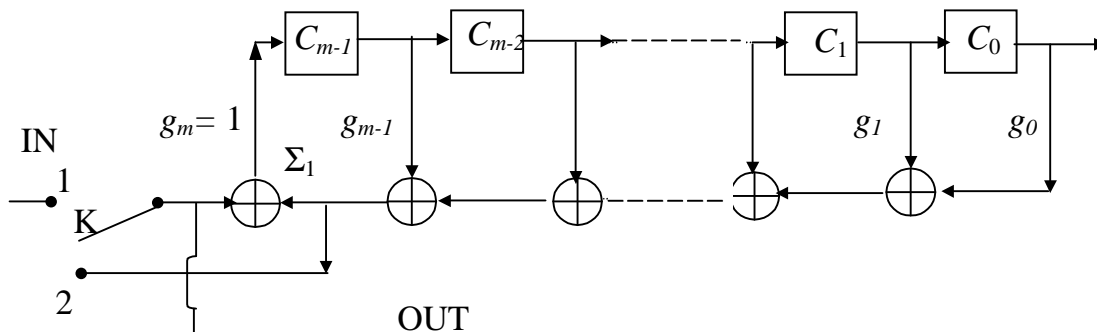 C_{m-1} C_{m-2} C_1 C_0
g_m = 1 g_{m-1} g_1 g_0
IN
1 Σ_1
K
2
OUT